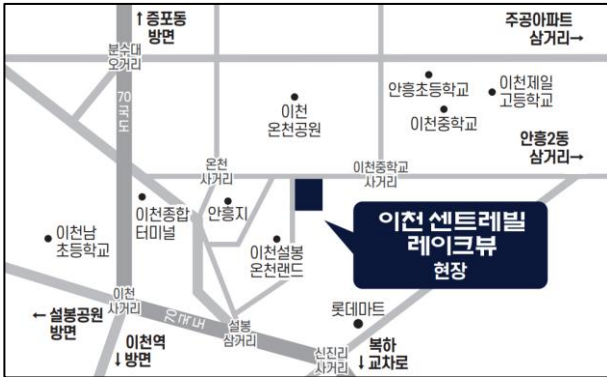 ↑증포동
방면
주공아파트
삼거리→
분수대
오거리
70국도
이천
온천공원
안흥초등학교
이천중학교
이천제일
고등학교
안흥2동
삼거리→
온천
사거리
이천중학교
사거리
이천종합
터미널
안흥지
이천남
초등학교
이천설봉
온천랜드
이천 센트레빌
레이크뷰
현장
이천
사거리
←설봉공원
방면
이천역
↓방면
설봉
삼거리
롯데마트
신진리
사거리
복하
↓교차로